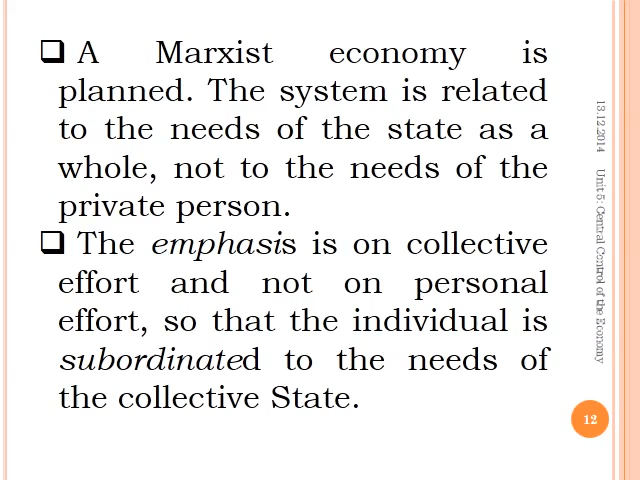 ❑ A Marxist economy is
planned. The system is related
to the needs of the state as a
whole, not to the needs of the
private person.
❑ The emphasis is on collective
effort and not on personal
effort, so that the individual is
subordinated to the needs of
the collective State.
13.12.2014 Unit 5: Central Control of the Economy
12